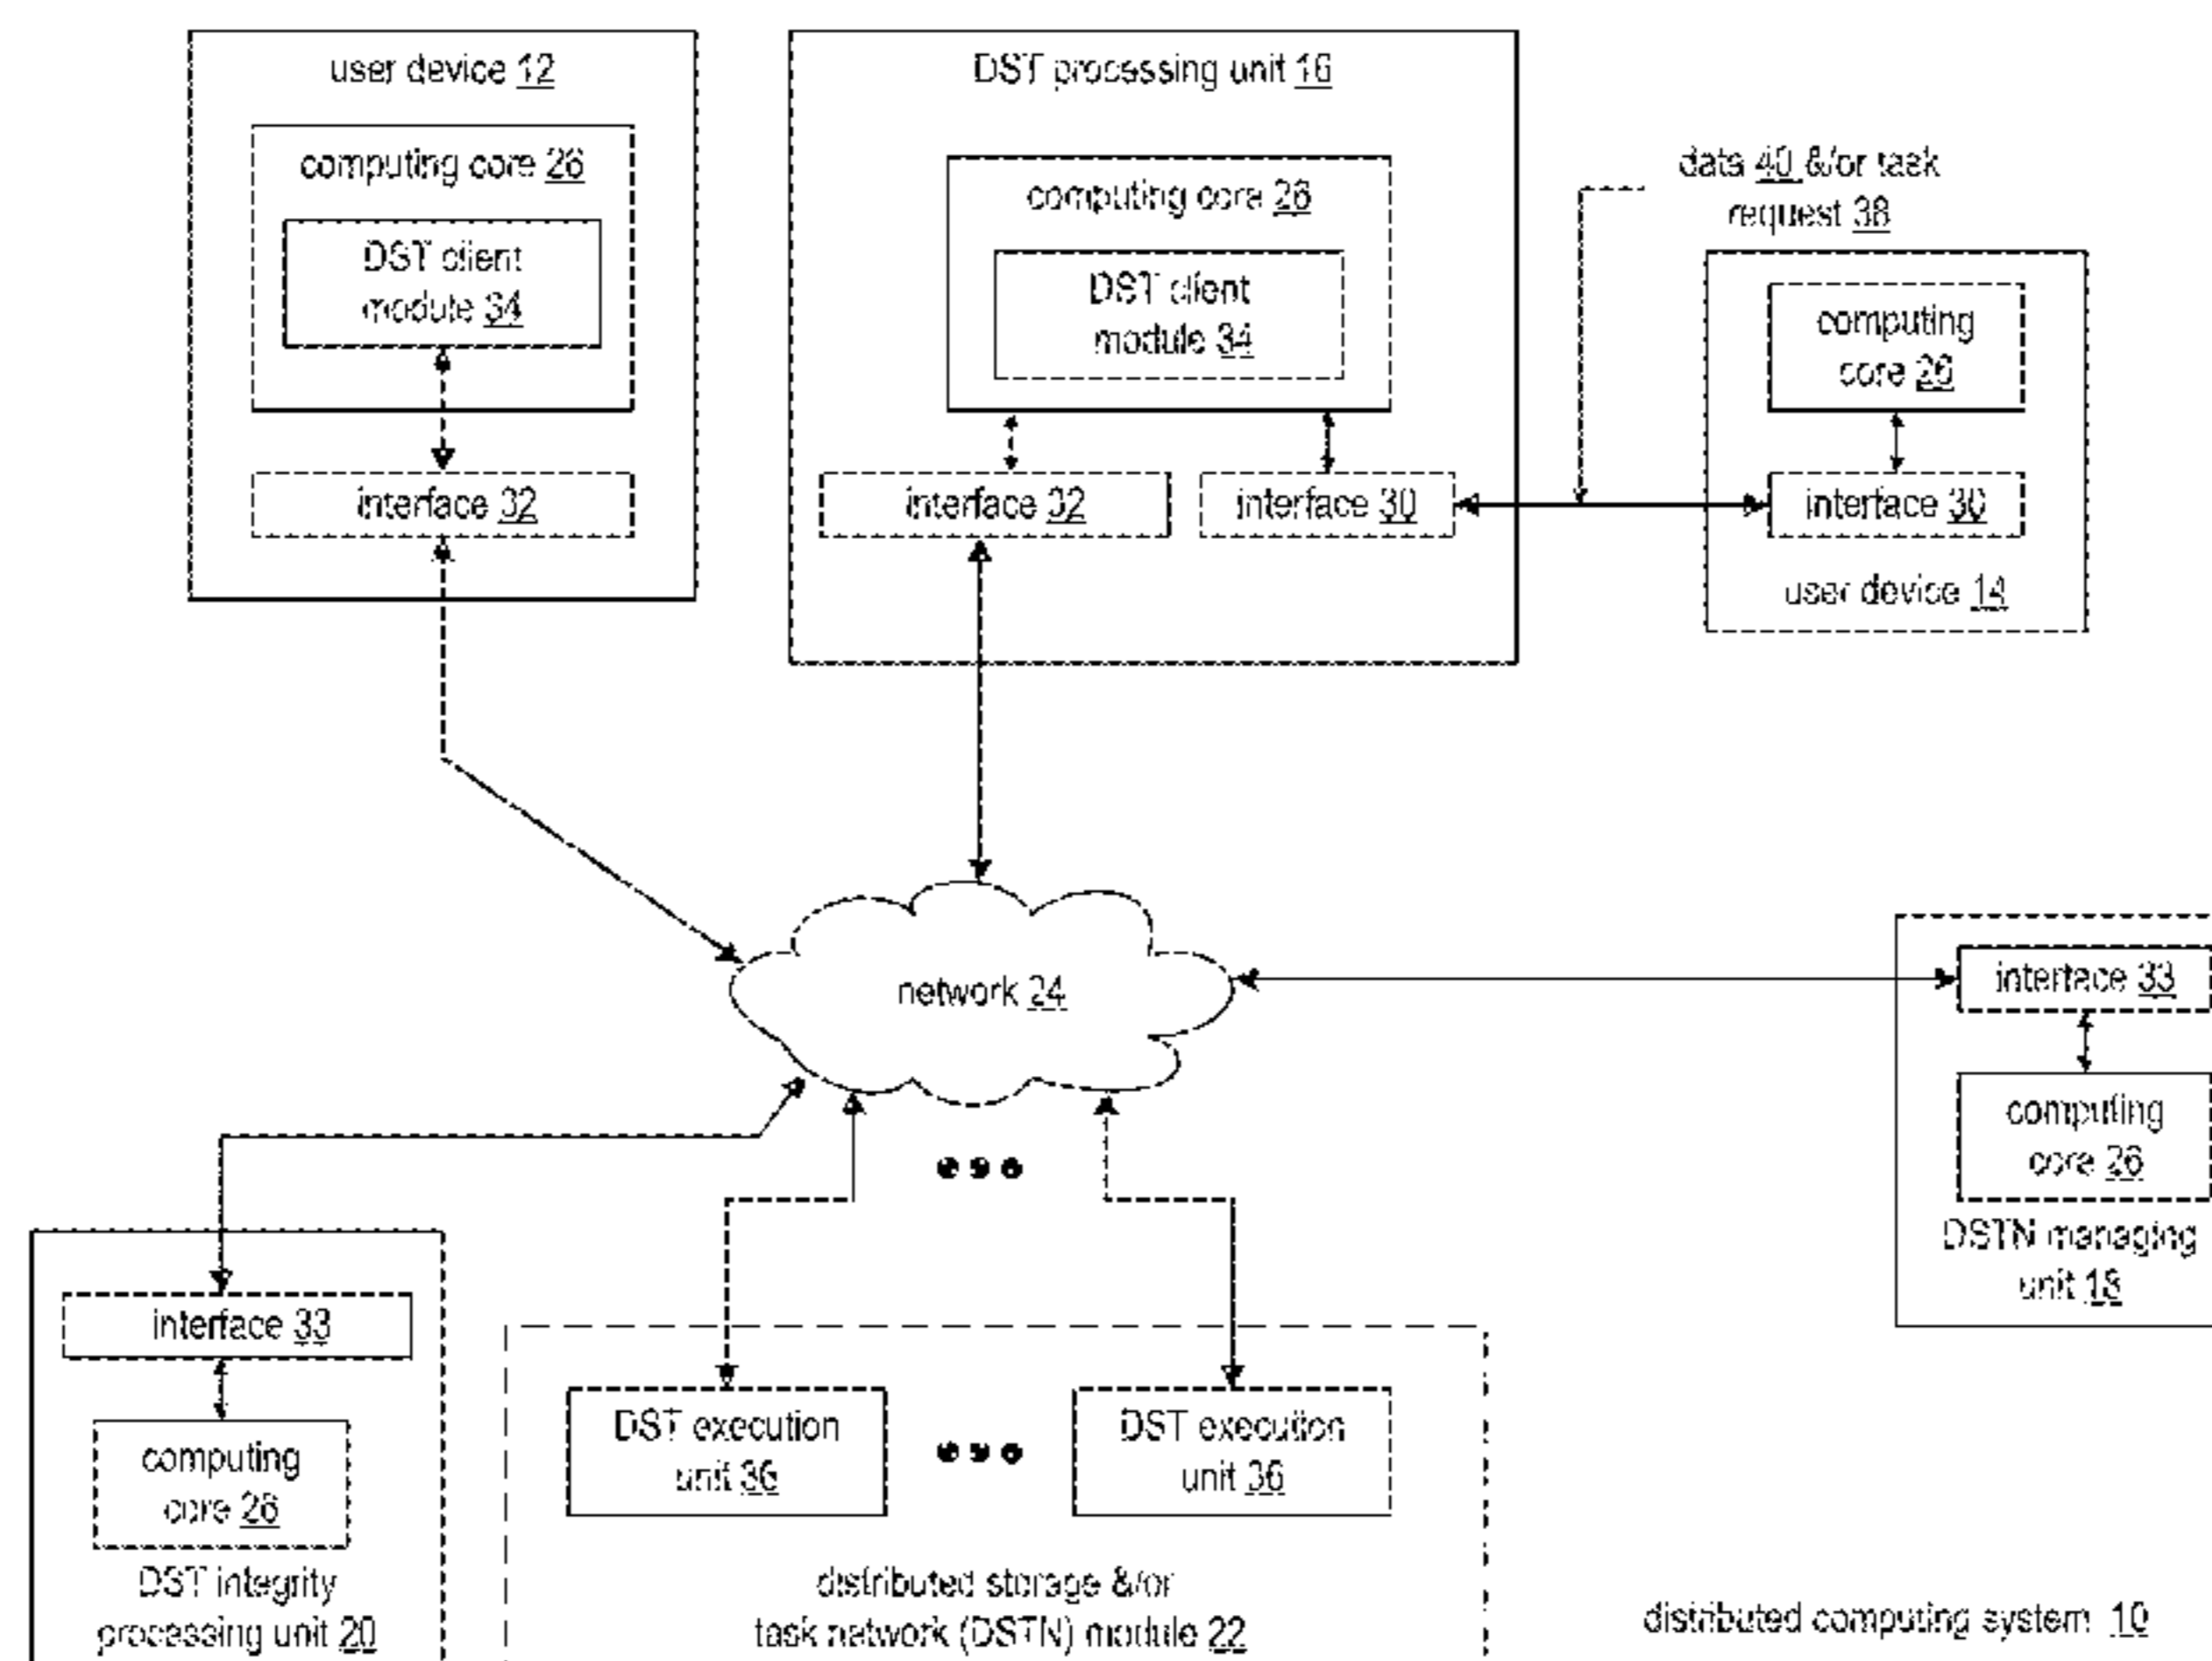 user device 12
computing core 26
DST client
module 34
interface 32
DST processing unit 16
computing core 26
DST client
module 34
interface 32
interface 30
data 40 &/or task
request 38
computing
core 26
interface 30
user device 14
network 24
interface 33
computing
core 26
DSTN managing
unit 18
interface 33
computing
core 26
DST integrity
processing unit 20
DST execution
unit 36
DST execution
unit 36
distributed storage &/or
task network (DSTN) module 22
distributed computing system 10